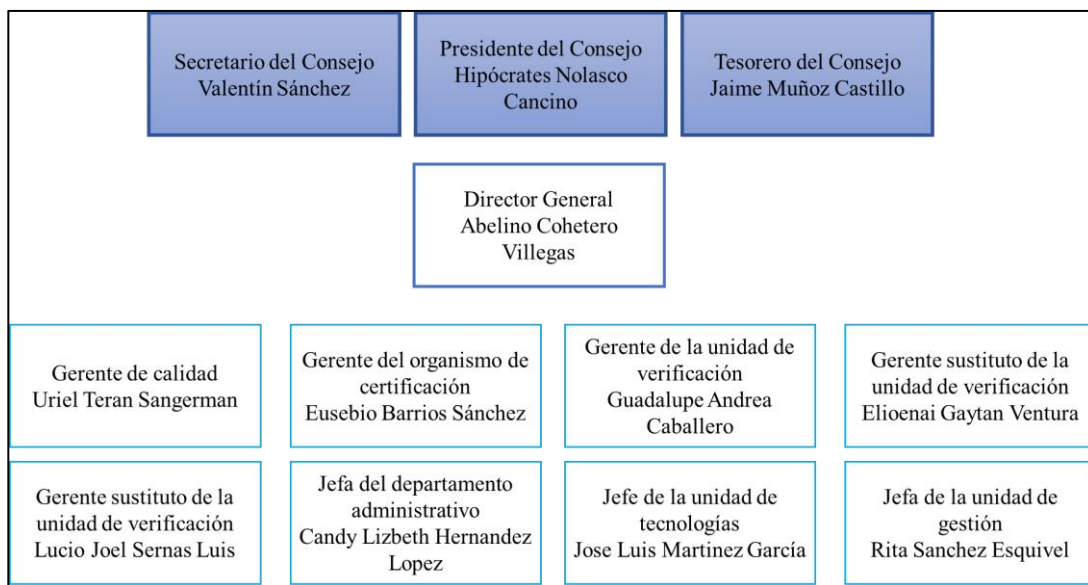 Secretario del Consejo
Valentín Sánchez
Presidente del Consejo
Hipócrates Nolasco
Cancino
Tesorero del Consejo
Jaime Muñoz Castillo
Director General
Abelino Cohetero
Villegas
Gerente de calidad
Uriel Teran Sangerman
Gerente del organismo de
certificación
Eusebio Barrios Sánchez
Gerente de la unidad de
verificación
Guadalupe Andrea
Caballero
Gerente sustituto de la
unidad de verificación
Elioenai Gaytan Ventura
Gerente sustituto de la
unidad de verificación
Lucio Joel Sernas Luis
Jefa del departamento
administrativo
Candy Lizbeth Hernandez
Lopez
Jefe de la unidad de
tecnologías
Jose Luis Martinez García
Jefa de la unidad de
gestión
Rita Sanchez Esquivel